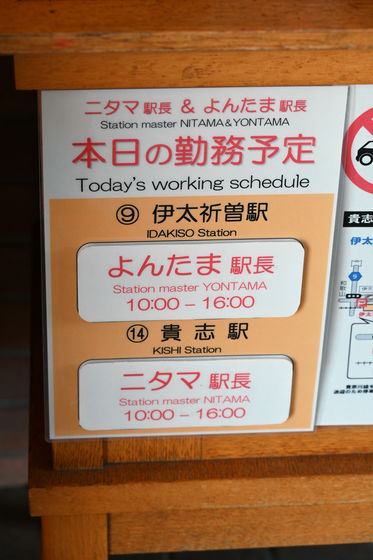 ニタマ 駅長 & よんたま 駅長
Station master NITAMA&YONTAMA
本日の勤務予定
Today's working schedule
⑨ 伊太祈曽駅
IDAKISO Station
よんたま 駅長
Station master YONTAMA
10:00 – 16:00
⑭ 貴志駅
KISHI Station
ニタマ 駅長
Station master NITAMA
10:00 – 16:00
貴志
伊太
9